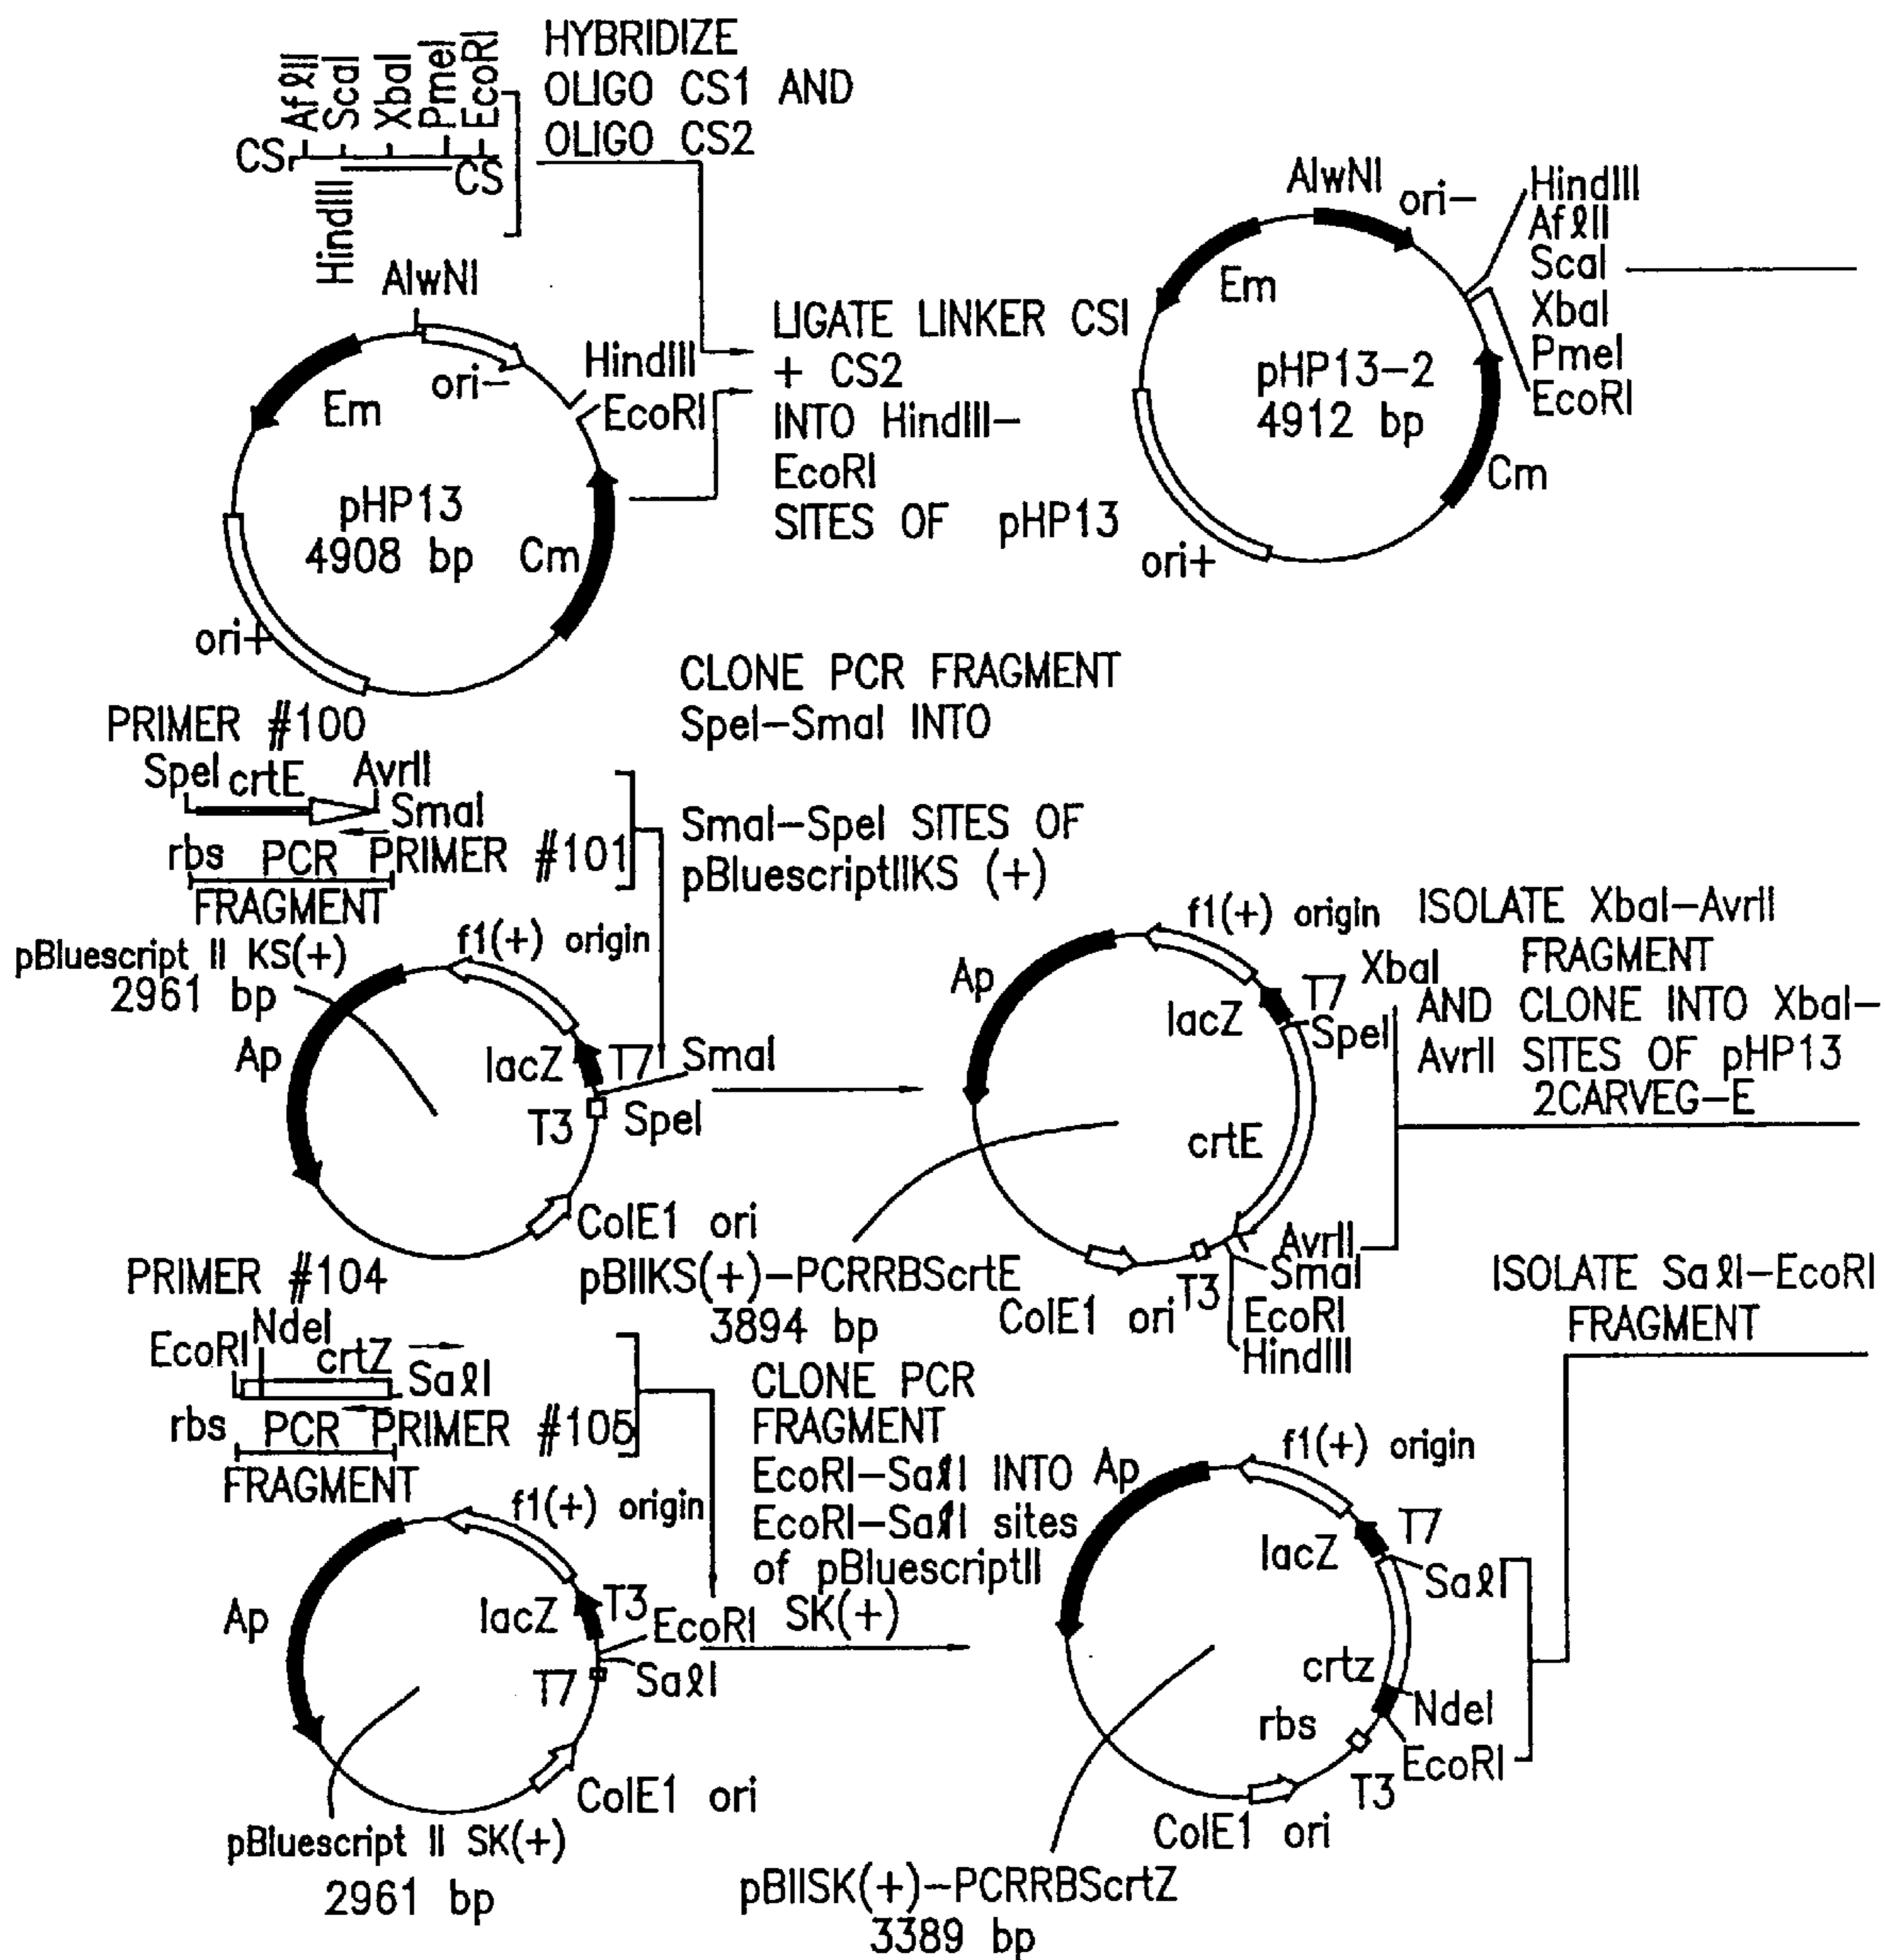 AflII
ScaI
XbaI
PmeI
EcoRI
CS
CS
HindIII
HYBRIDIZE
OLIGO CS1 AND
OLIGO CS2
AlwNI
ori-
HindIII
EcoRI
Em
pHP13
4908 bp
Cm
ori+
LIGATE LINKER CSI
+ CS2
INTO HindIII-
EcoRI
SITES OF pHP13
AlwNI
ori-
HindIII
AflII
ScaI
XbaI
PmeI
EcoRI
Em
pHP13-2
4912 bp
Cm
ori+
CLONE PCR FRAGMENT
SpeI-SmaI INTO
SmaI-SpeI SITES OF
pBluescriptIIKS (+)
PRIMER #100
SpeI crtE AvrII
SmaI
rbs PCR PRIMER #101
FRAGMENT
pBluescript II KS(+)
2961 bp
f1(+) origin
Ap
lacZ
T7
SmaI
T3
SpeI
ColE1 ori
f1(+) origin
Ap
lacZ
T7
XbaI
SpeI
crtE
AvrII
SmaI
EcoRI
HindIII
T3
ColE1 ori
pBIIKS(+)-PCRRBScrtE
3894 bp
ISOLATE XbaI-AvrII
FRAGMENT
AND CLONE INTO XbaI-
AvrII SITES OF pHP13
2CARVEG-E
PRIMER #104
EcoRI NdeI
crtZ
SalI
rbs PCR PRIMER #105
FRAGMENT
CLONE PCR
FRAGMENT
EcoRI-SalI INTO
EcoRI-SalI sites
of pBluescriptII
SK(+)
f1(+) origin
Ap
lacZ
T3
EcoRI
SalI
T7
ColE1 ori
pBluescript II SK(+)
2961 bp
ISOLATE SalI-EcoRI
FRAGMENT
f1(+) origin
Ap
lacZ
T7
SalI
crtz
NdeI
rbs
EcoRI
T3
ColE1 ori
pBIISK(+)-PCRRBScrtZ
3389 bp